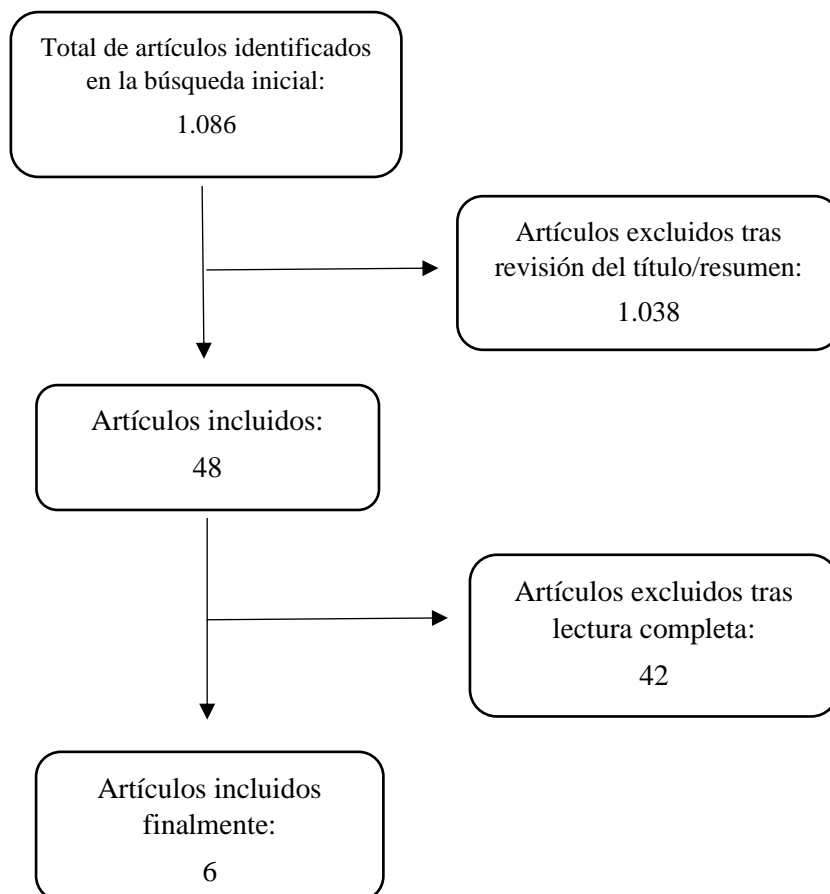 Total de artículos identificados
en la búsqueda inicial:
1.086
Artículos excluidos tras
revisión del título/resumen:
1.038
Artículos incluidos:
48
Artículos excluidos tras
lectura completa:
42
Artículos incluidos
finalmente:
6